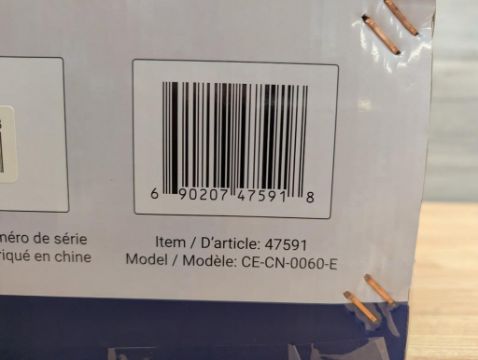 6 90207 47591 8
Item / D'article: 47591
Model / Modèle: CE-CN-0060-E
méro de série
riqué en chine